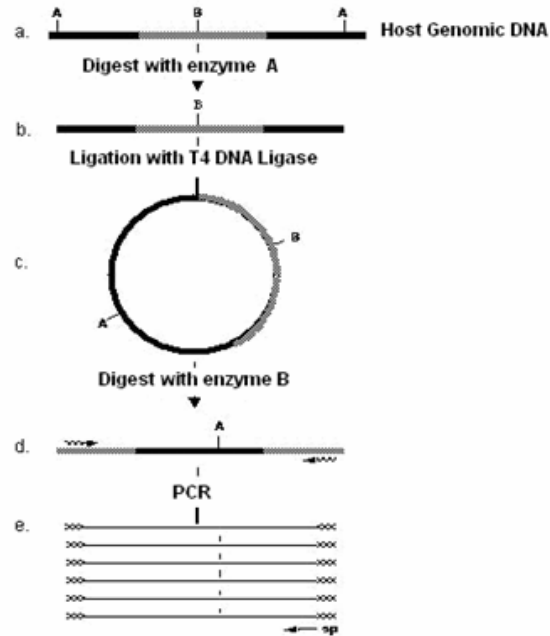 A B A
a. Host Genomic DNA
Digest with enzyme A
B
b.
Ligation with T4 DNA Ligase
c. B
A
Digest with enzyme B
A
d.
PCR
e.
sp